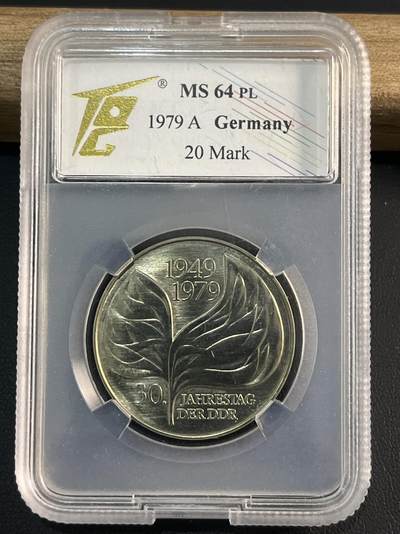 ®
MS 64 PL
1979 A Germany
20 Mark
1949
1979
30. JAHRESTAG
DER DDR